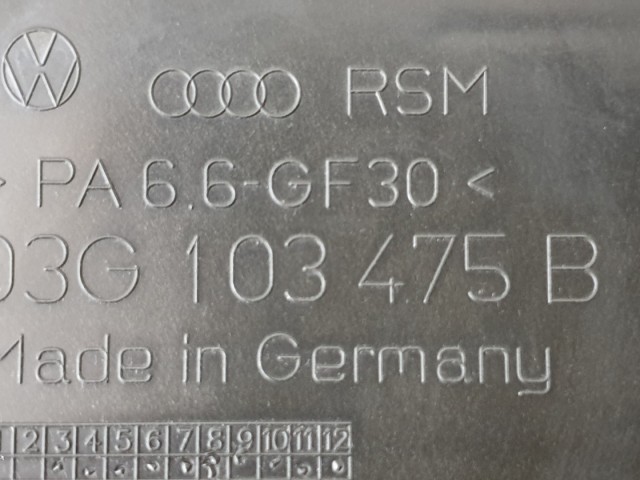 RSM
> PA 6.6-GF30 <
03G 103 475 B
Made in Germany
1 2 3 4 5 6 7 8 9 10 11 12